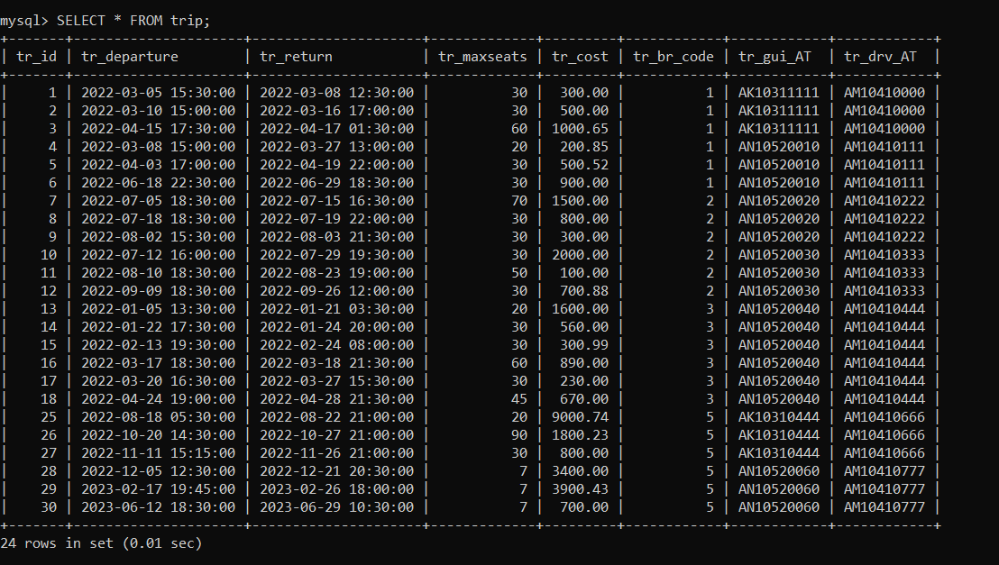 mysql> SELECT * FROM trip;
+-------+---------------------+---------------------+-------------+---------+------------+------------+------------+
| tr_id | tr_departure        | tr_return           | tr_maxseats | tr_cost | tr_br_code | tr_gui_AT  | tr_drv_AT  |
+-------+---------------------+---------------------+-------------+---------+------------+------------+------------+
|     1 | 2022-03-05 15:30:00 | 2022-03-08 12:30:00 |          30 |  300.00 |          1 | AK10311111 | AM10410000 |
|     2 | 2022-03-10 15:00:00 | 2022-03-16 17:00:00 |          30 |  500.00 |          1 | AK10311111 | AM10410000 |
|     3 | 2022-04-15 17:30:00 | 2022-04-17 01:30:00 |          60 | 1000.65 |          1 | AK10311111 | AM10410000 |
|     4 | 2022-03-08 15:00:00 | 2022-03-27 13:00:00 |          20 |  200.85 |          1 | AN10520010 | AM10410111 |
|     5 | 2022-04-03 17:00:00 | 2022-04-19 22:00:00 |          30 |  500.52 |          1 | AN10520010 | AM10410111 |
|     6 | 2022-06-18 22:30:00 | 2022-06-29 18:30:00 |          30 |  900.00 |          1 | AN10520010 | AM10410111 |
|     7 | 2022-07-05 18:30:00 | 2022-07-15 16:30:00 |          70 | 1500.00 |          2 | AN10520020 | AM10410222 |
|     8 | 2022-07-18 18:30:00 | 2022-07-19 22:00:00 |          30 |  800.00 |          2 | AN10520020 | AM10410222 |
|     9 | 2022-08-02 15:30:00 | 2022-08-03 21:30:00 |          30 |  300.00 |          2 | AN10520020 | AM10410222 |
|    10 | 2022-07-12 16:00:00 | 2022-07-29 19:30:00 |          30 | 2000.00 |          2 | AN10520030 | AM10410333 |
|    11 | 2022-08-10 18:30:00 | 2022-08-23 19:00:00 |          50 |  100.00 |          2 | AN10520030 | AM10410333 |
|    12 | 2022-09-09 18:30:00 | 2022-09-26 12:00:00 |          30 |  700.88 |          2 | AN10520030 | AM10410333 |
|    13 | 2022-01-05 13:30:00 | 2022-01-21 03:30:00 |          20 | 1600.00 |          3 | AN10520040 | AM10410444 |
|    14 | 2022-01-22 17:30:00 | 2022-01-24 20:00:00 |          30 |  560.00 |          3 | AN10520040 | AM10410444 |
|    15 | 2022-02-13 19:30:00 | 2022-02-24 08:00:00 |          30 |  300.99 |          3 | AN10520040 | AM10410444 |
|    16 | 2022-03-17 18:30:00 | 2022-03-18 21:30:00 |          60 |  890.00 |          3 | AN10520040 | AM10410444 |
|    17 | 2022-03-20 16:30:00 | 2022-03-27 15:30:00 |          30 |  230.00 |          3 | AN10520040 | AM10410444 |
|    18 | 2022-04-24 19:00:00 | 2022-04-28 21:30:00 |          45 |  670.00 |          3 | AN10520040 | AM10410444 |
|    25 | 2022-08-18 05:30:00 | 2022-08-22 21:00:00 |          20 | 9000.74 |          5 | AK10310444 | AM10410666 |
|    26 | 2022-10-20 14:30:00 | 2022-10-27 21:00:00 |          90 | 1800.23 |          5 | AK10310444 | AM10410666 |
|    27 | 2022-11-11 15:15:00 | 2022-11-26 21:00:00 |          30 |  800.00 |          5 | AK10310444 | AM10410666 |
|    28 | 2022-12-05 12:30:00 | 2022-12-21 20:30:00 |           7 | 3400.00 |          5 | AN10520060 | AM10410777 |
|    29 | 2023-02-17 19:45:00 | 2023-02-26 18:00:00 |           7 | 3900.43 |          5 | AN10520060 | AM10410777 |
|    30 | 2023-06-12 18:30:00 | 2023-06-29 10:30:00 |           7 |  700.00 |          5 | AN10520060 | AM10410777 |
+-------+---------------------+---------------------+-------------+---------+------------+------------+------------+
24 rows in set (0.01 sec)